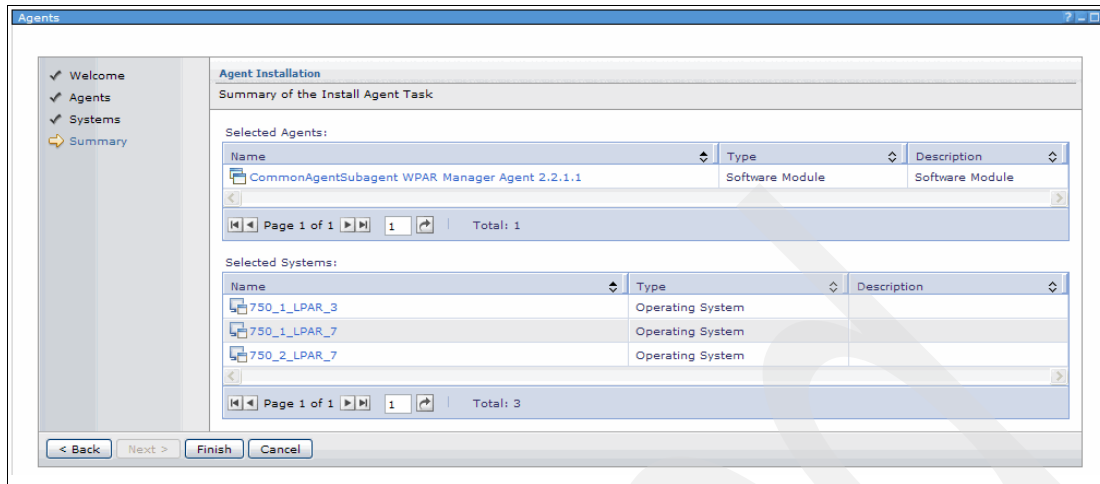 Agents
Welcome
Agents
Systems
Summary
Agent Installation
Summary of the Install Agent Task
Selected Agents:
Name Type Description
CommonAgentSubagent WPAR Manager Agent 2.2.1.1 Software Module Software Module
Page 1 of 1 1 Total: 1
Selected Systems:
Name Type Description
750_1_LPAR_3 Operating System
750_1_LPAR_7 Operating System
750_2_LPAR_7 Operating System
Page 1 of 1 1 Total: 3
< Back Next > Finish Cancel